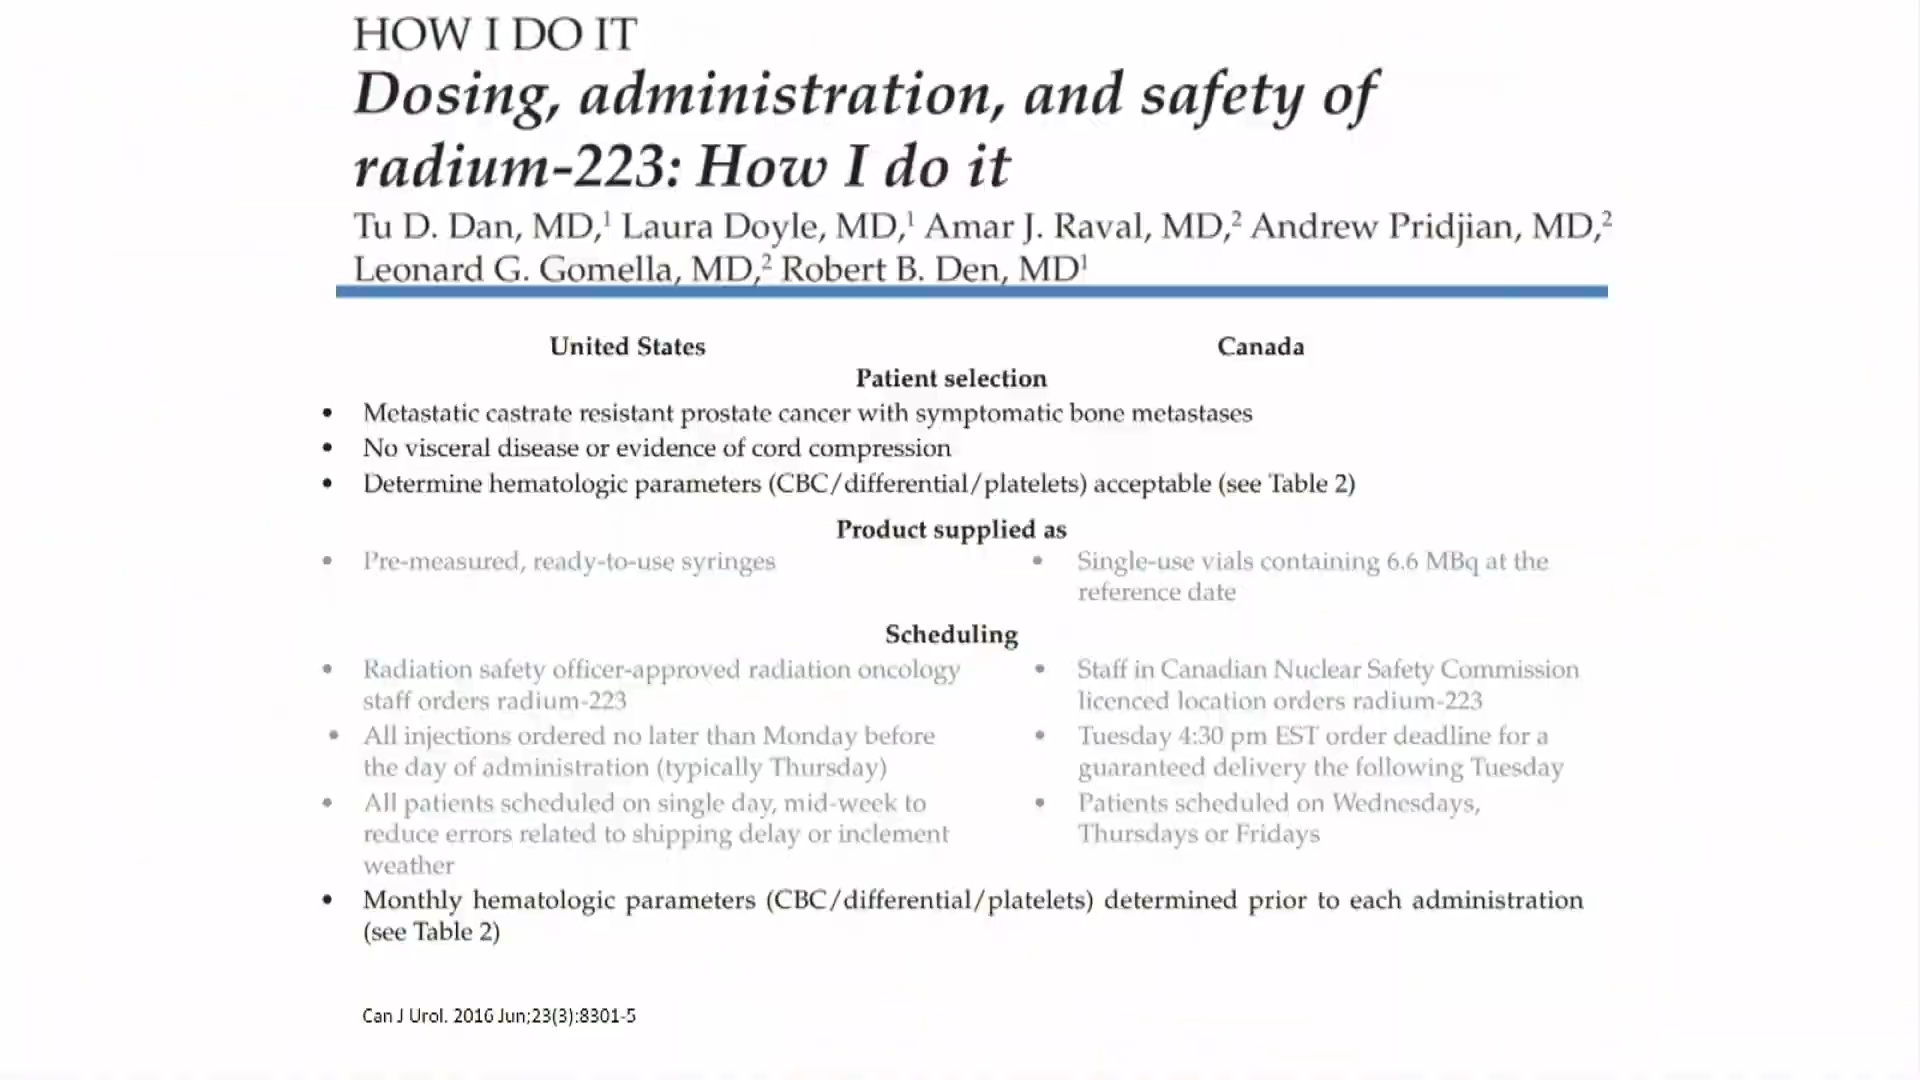 HOW I DO IT
Dosing, administration, and safety of
radium-223: How I do it
Tu D. Dan, MD,¹ Laura Doyle, MD,¹ Amar J. Raval, MD,² Andrew Pridjian, MD,²
Leonard G. Gomella, MD,² Robert B. Den, MD¹
United States
Canada
Patient selection
• Metastatic castrate resistant prostate cancer with symptomatic bone metastases
• No visceral disease or evidence of cord compression
• Determine hematologic parameters (CBC/differential/platelets) acceptable (see Table 2)
Product supplied as
• Pre-measured, ready-to-use syringes
• Single-use vials containing 6.6 MBq at the
reference date
Scheduling
• Radiation safety officer-approved radiation oncology
staff orders radium-223
• All injections ordered no later than Monday before
the day of administration (typically Thursday)
• All patients scheduled on single day, mid-week to
reduce errors related to shipping delay or inclement
weather
• Staff in Canadian Nuclear Safety Commission
licenced location orders radium-223
• Tuesday 4:30 pm EST order deadline for a
guaranteed delivery the following Tuesday
• Patients scheduled on Wednesdays,
Thursdays or Fridays
• Monthly hematologic parameters (CBC/differential/platelets) determined prior to each administration
(see Table 2)
Can J Urol. 2016 Jun;23(3):8301-5